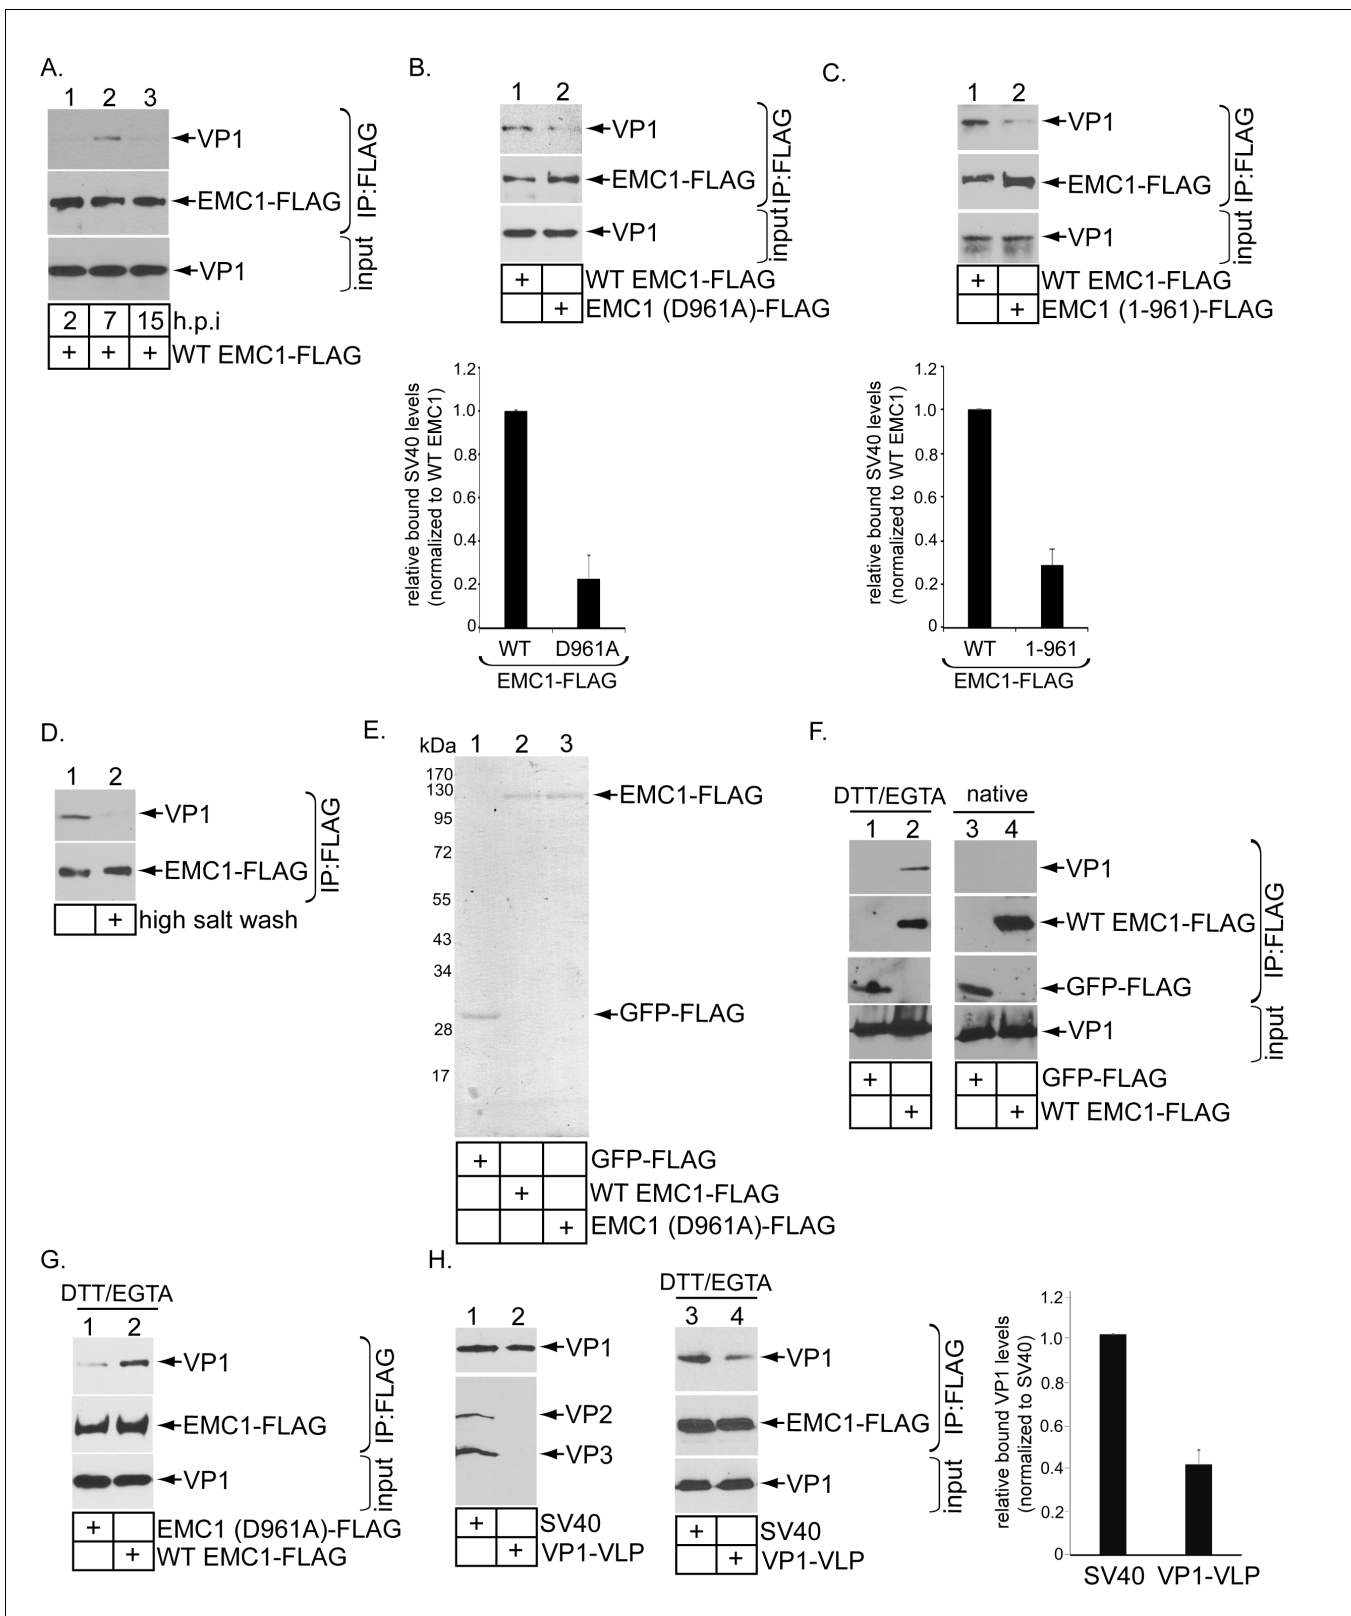 A.
1 2 3
VP1
EMC1-FLAG
IP:FLAG
VP1
input
2 7 15 h.p.i
+ + + WT EMC1-FLAG
B.
1 2
VP1
EMC1-FLAG
IP:FLAG
VP1
input
+ WT EMC1-FLAG
+ EMC1 (D961A)-FLAG
relative bound SV40 levels
(normalized to WT EMC1)
1.2
1.0
0.8
0.6
0.4
0.2
0
WT D961A
EMC1-FLAG
C.
1 2
VP1
EMC1-FLAG
IP:FLAG
VP1
input
+ WT EMC1-FLAG
+ EMC1 (1-961)-FLAG
relative bound SV40 levels
(normalized to WT EMC1)
1.2
1.0
0.8
0.6
0.4
0.2
0
WT 1-961
EMC1-FLAG
D.
1 2
VP1
EMC1-FLAG
IP:FLAG
+ high salt wash
E.
kDa 1 2 3
170
130
95
72
55
43
34
28
17
EMC1-FLAG
GFP-FLAG
+ GFP-FLAG
+ WT EMC1-FLAG
+ EMC1 (D961A)-FLAG
F.
DTT/EGTA native
1 2 3 4
VP1
WT EMC1-FLAG
GFP-FLAG
IP:FLAG
VP1
input
+ + GFP-FLAG
+ + WT EMC1-FLAG
G.
DTT/EGTA
1 2
VP1
EMC1-FLAG
IP:FLAG
VP1
input
+ EMC1 (D961A)-FLAG
+ WT EMC1-FLAG
H.
1 2
VP1
VP2
VP3
+ SV40
+ VP1-VLP
DTT/EGTA
3 4
VP1
EMC1-FLAG
IP:FLAG
VP1
input
+ SV40
+ VP1-VLP
relative bound VP1 levels
(normalized to SV40)
1.2
1.0
0.8
0.6
0.4
0.2
0
SV40 VP1-VLP